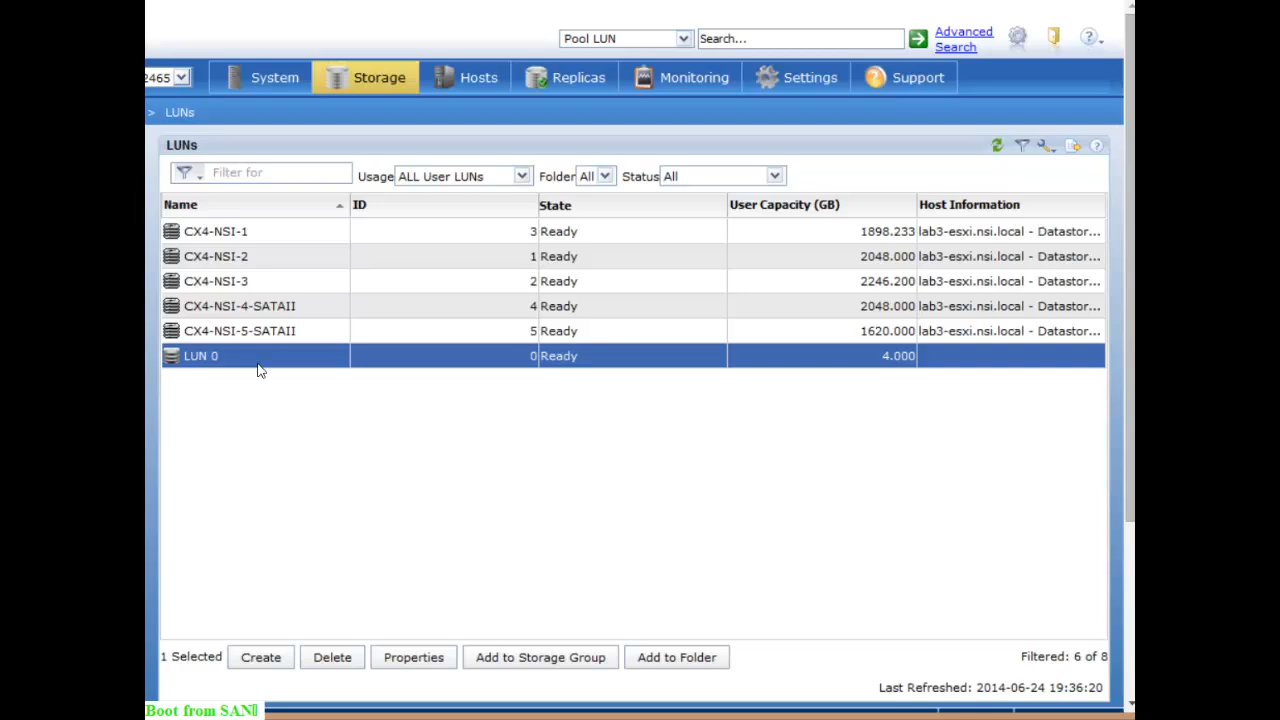 Pool LUN Search... Advanced Search
2465 System Storage Hosts Replicas Monitoring Settings Support
> LUNs
LUNs
Filter for Usage ALL User LUNs Folder All Status All
Name ID State User Capacity (GB) Host Information
CX4-NSI-1 3 Ready 1898.233 lab3-esxi.nsi.local - Datastor...
CX4-NSI-2 1 Ready 2048.000 lab3-esxi.nsi.local - Datastor...
CX4-NSI-3 2 Ready 2246.200 lab3-esxi.nsi.local - Datastor...
CX4-NSI-4-SATAII 4 Ready 2048.000 lab3-esxi.nsi.local - Datastor...
CX4-NSI-5-SATAII 5 Ready 1620.000 lab3-esxi.nsi.local - Datastor...
LUN 0 0 Ready 4.000
1 Selected Create Delete Properties Add to Storage Group Add to Folder Filtered: 6 of 8
Last Refreshed: 2014-06-24 19:36:20
Boot from SAN